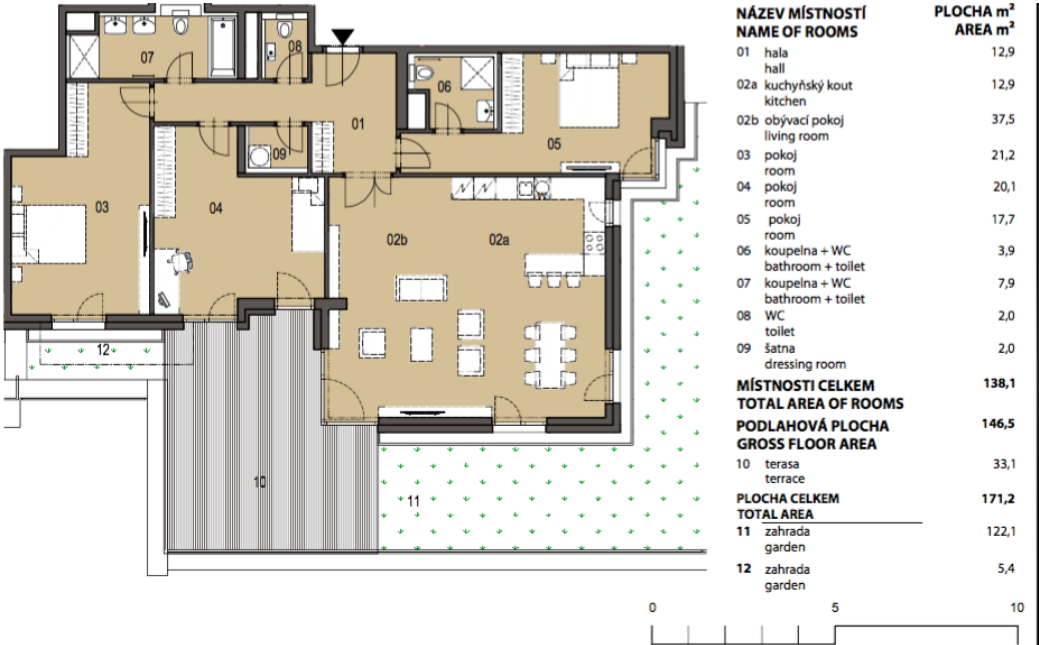 07
08
06
01
05
09
03
04
02b
02a
12
10
11
NÁZEV MÍSTNOSTÍ PLOCHA m²
NAME OF ROOMS AREA m²
01 hala 12,9
hall
02a kuchyňský kout 12,9
kitchen
02b obývací pokoj 37,5
living room
03 pokoj 21,2
room
04 pokoj 20,1
room
05 pokoj 17,7
room
06 koupelna + WC 3,9
bathroom + toilet
07 koupelna + WC 7,9
bathroom + toilet
08 WC 2,0
toilet
09 šatna 2,0
dressing room
MÍSTNOSTI CELKEM 138,1
TOTAL AREA OF ROOMS
PODLAHOVÁ PLOCHA 146,5
GROSS FLOOR AREA
10 terasa 33,1
terrace
PLOCHA CELKEM 171,2
TOTAL AREA
11 zahrada 122,1
garden
12 zahrada 5,4
garden
0 5 10